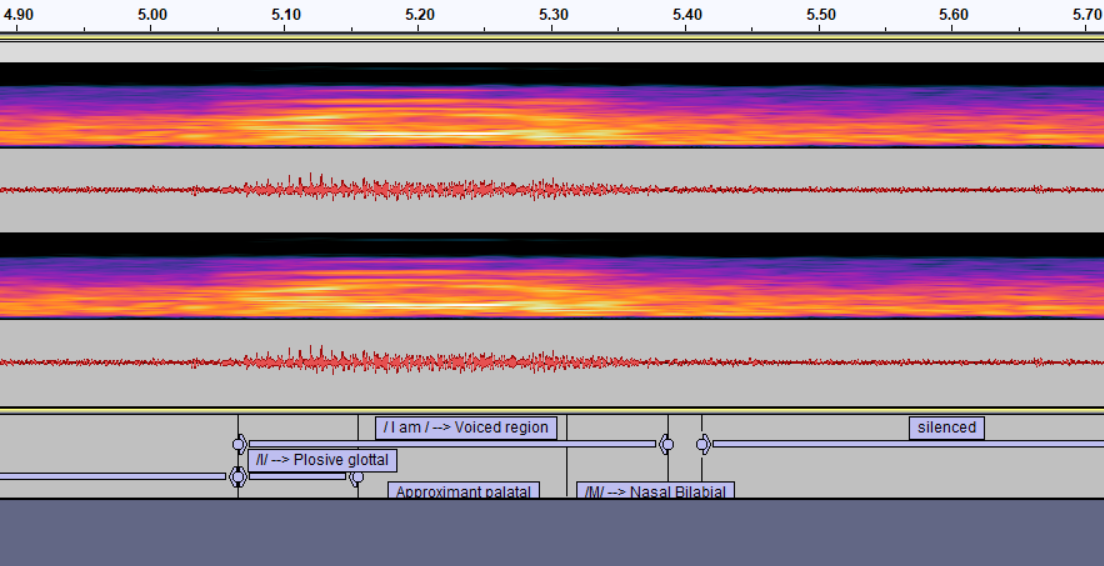 4.90 5.00 5.10 5.20 5.30 5.40 5.50 5.60 5.70
/ I am / --> Voiced region silenced
/I/ --> Plosive glottal
Approximant palatal /M/ --> Nasal Bilabial